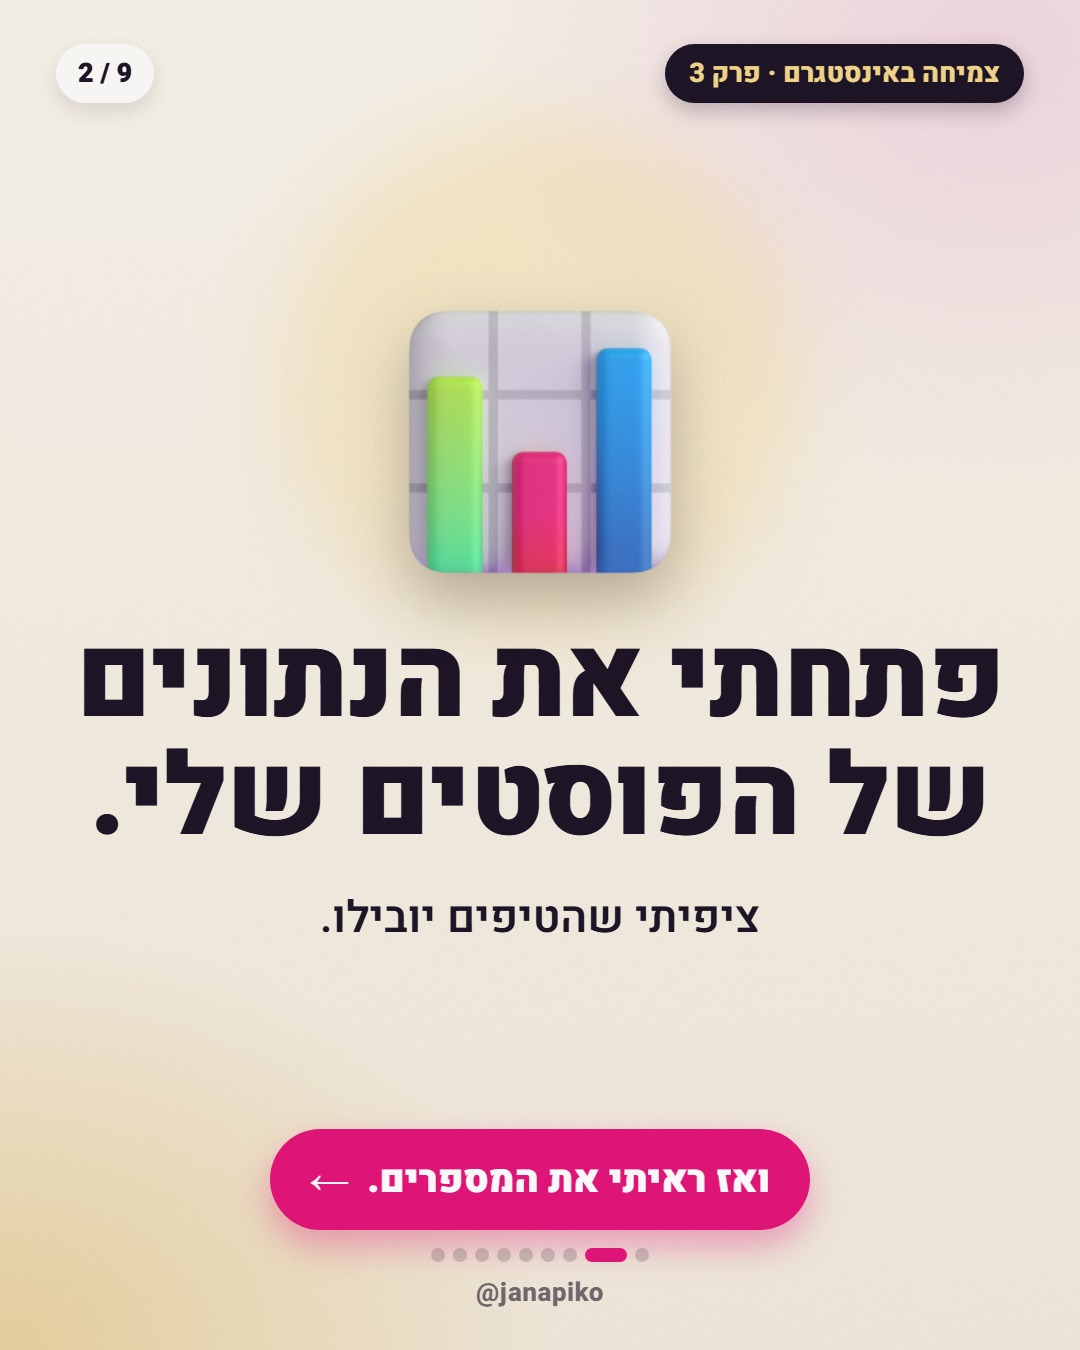 צמיחה באינסטגרם · פרק 3
2 / 9
פתחתי את הנתונים
של הפוסטים שלי.
ציפיתי שהטיפים יובילו.
ואז ראיתי את המספרים. ←
@janapiko